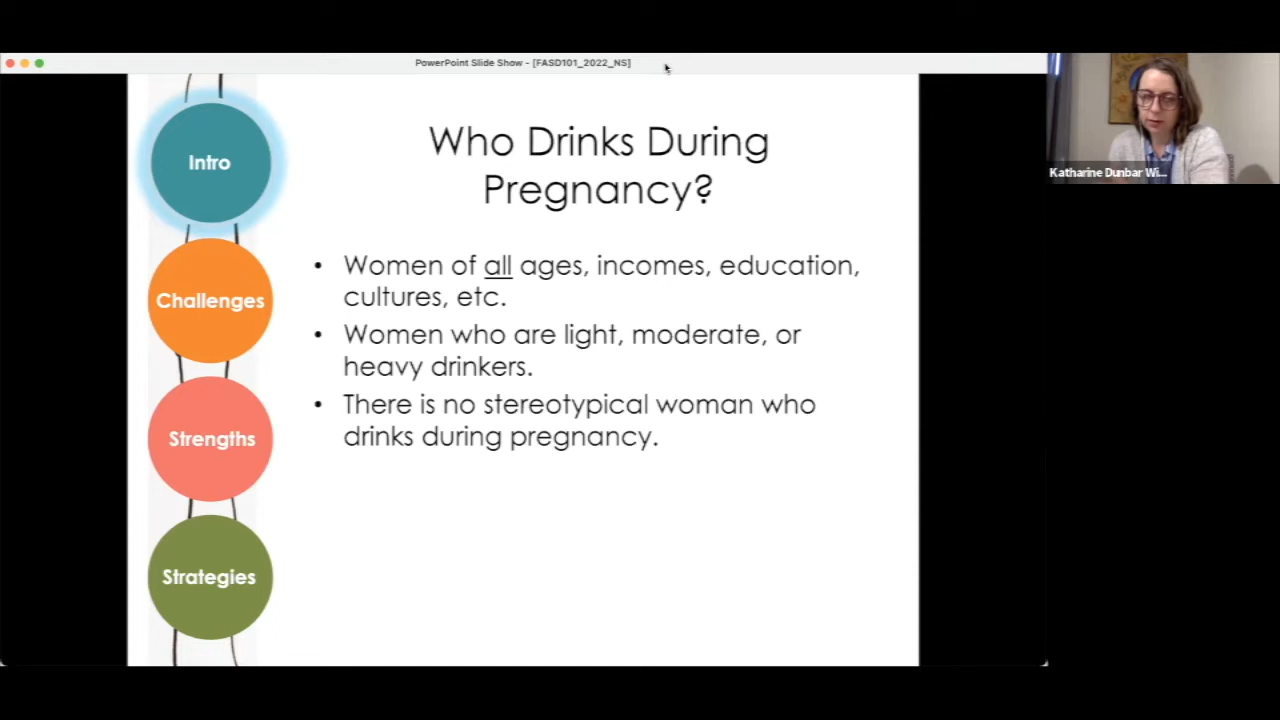 PowerPoint Slide Show - [FASD101_2022_NS]
Intro
Challenges
Strengths
Strategies
Who Drinks During
Pregnancy?
• Women of all ages, incomes, education,
cultures, etc.
• Women who are light, moderate, or
heavy drinkers.
• There is no stereotypical woman who
drinks during pregnancy.
Katharine Dunbar Wi...